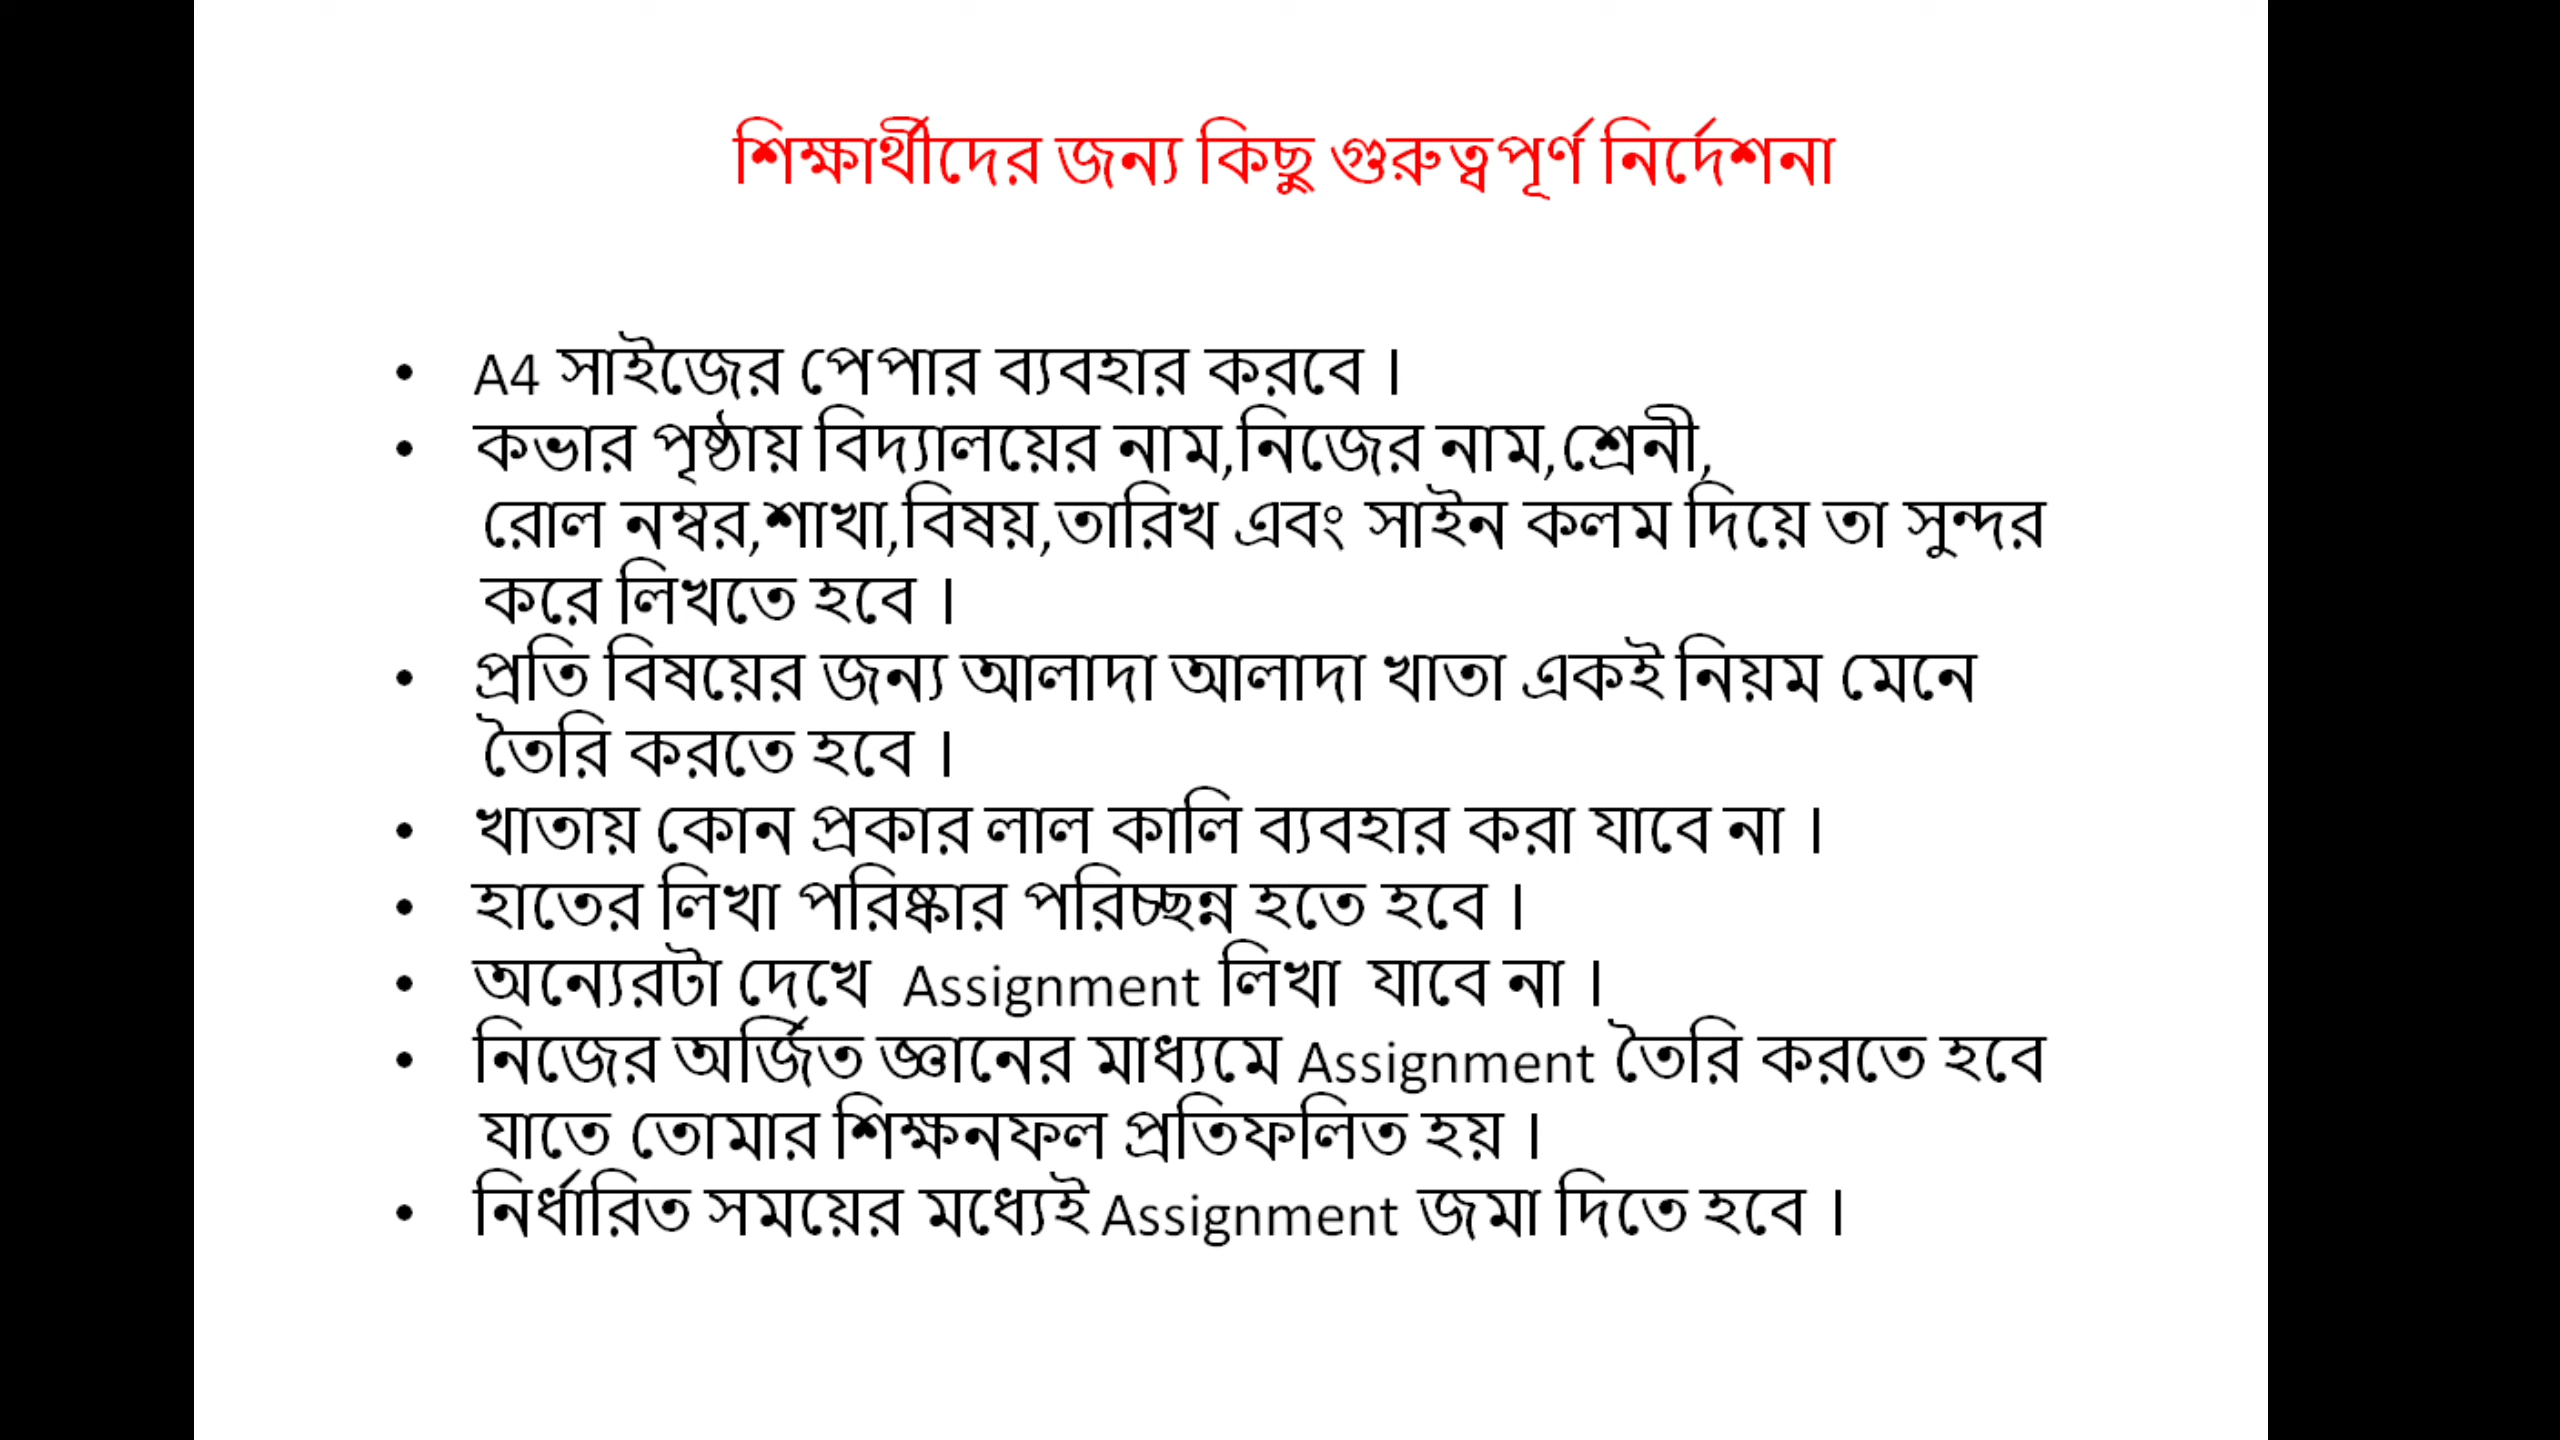 শিক্ষার্থীদের জন্য কিছু গুরুত্বপূর্ণ নির্দেশনা
• A4 সাইজের পেপার ব্যবহার করবে ।
• কভার পৃষ্ঠায় বিদ্যালয়ের নাম,নিজের নাম,শ্রেনী,
রোল নম্বর,শাখা,বিষয়,তারিখ এবং সাইন কলম দিয়ে তা সুন্দর
করে লিখতে হবে ।
• প্রতি বিষয়ের জন্য আলাদা আলাদা খাতা একই নিয়ম মেনে
তৈরি করতে হবে ।
• খাতায় কোন প্রকার লাল কালি ব্যবহার করা যাবে না ।
• হাতের লিখা পরিষ্কার পরিচ্ছন্ন হতে হবে ।
• অন্যেরটা দেখে Assignment লিখা যাবে না ।
• নিজের অর্জিত জ্ঞানের মাধ্যমে Assignment তৈরি করতে হবে
যাতে তোমার শিক্ষনফল প্রতিফলিত হয় ।
• নির্ধারিত সময়ের মধ্যেই Assignment জমা দিতে হবে ।